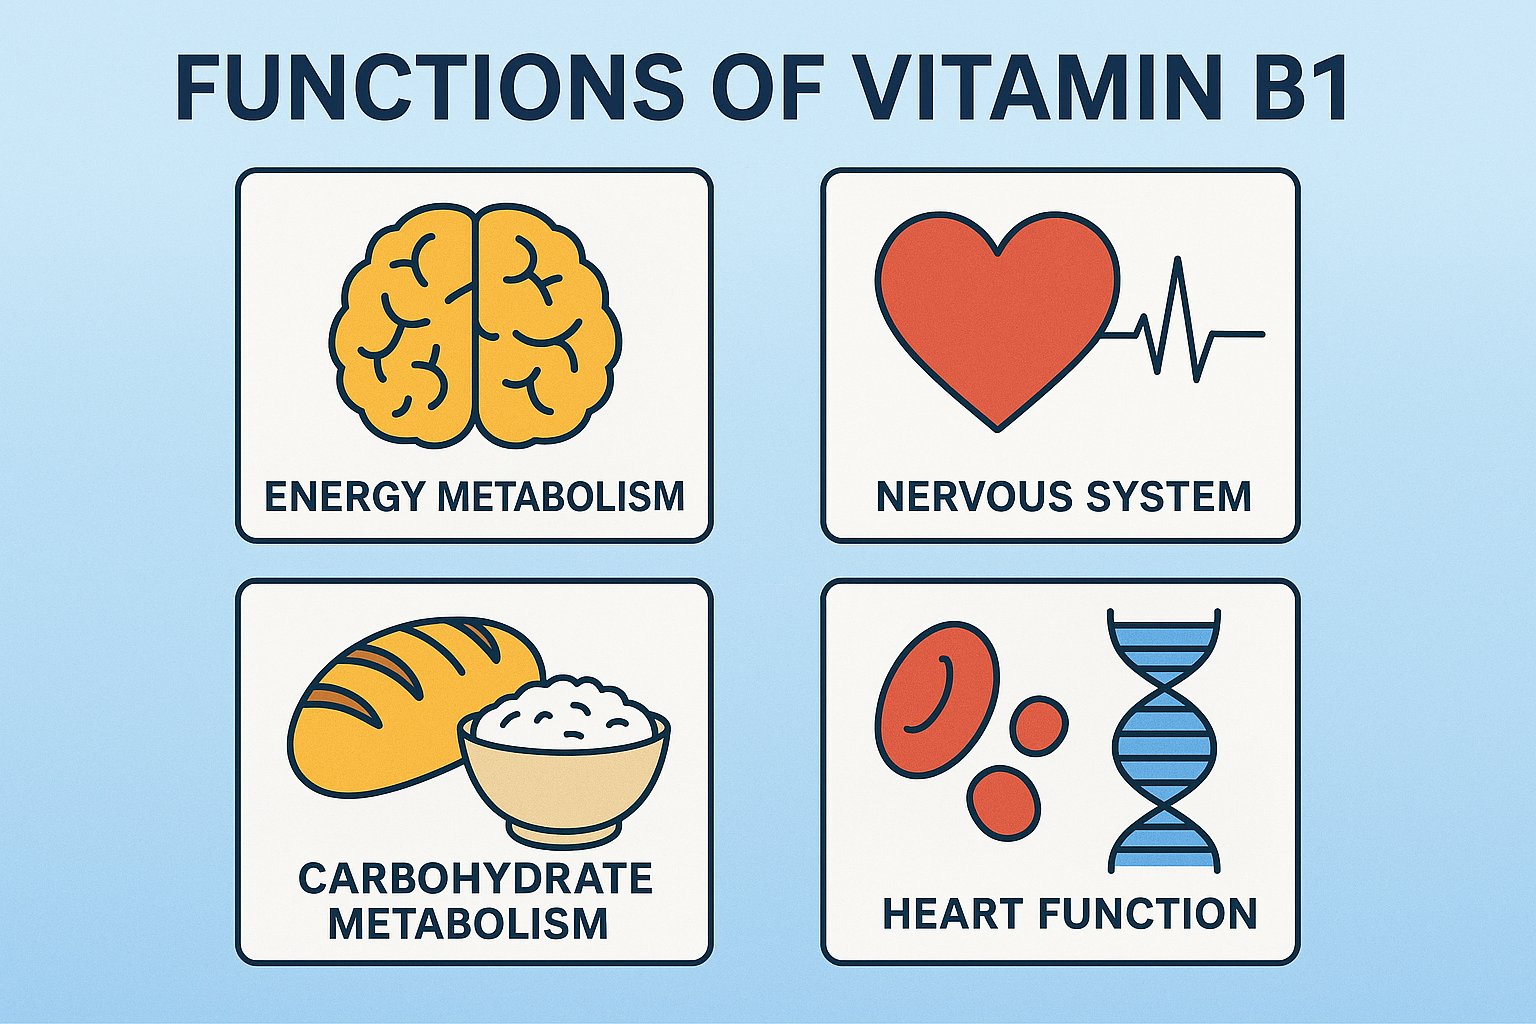 FUNCTIONS OF VITAMIN B1
ENERGY METABOLISM
NERVOUS SYSTEM
CARBOHYDRATE
METABOLISM
HEART FUNCTION